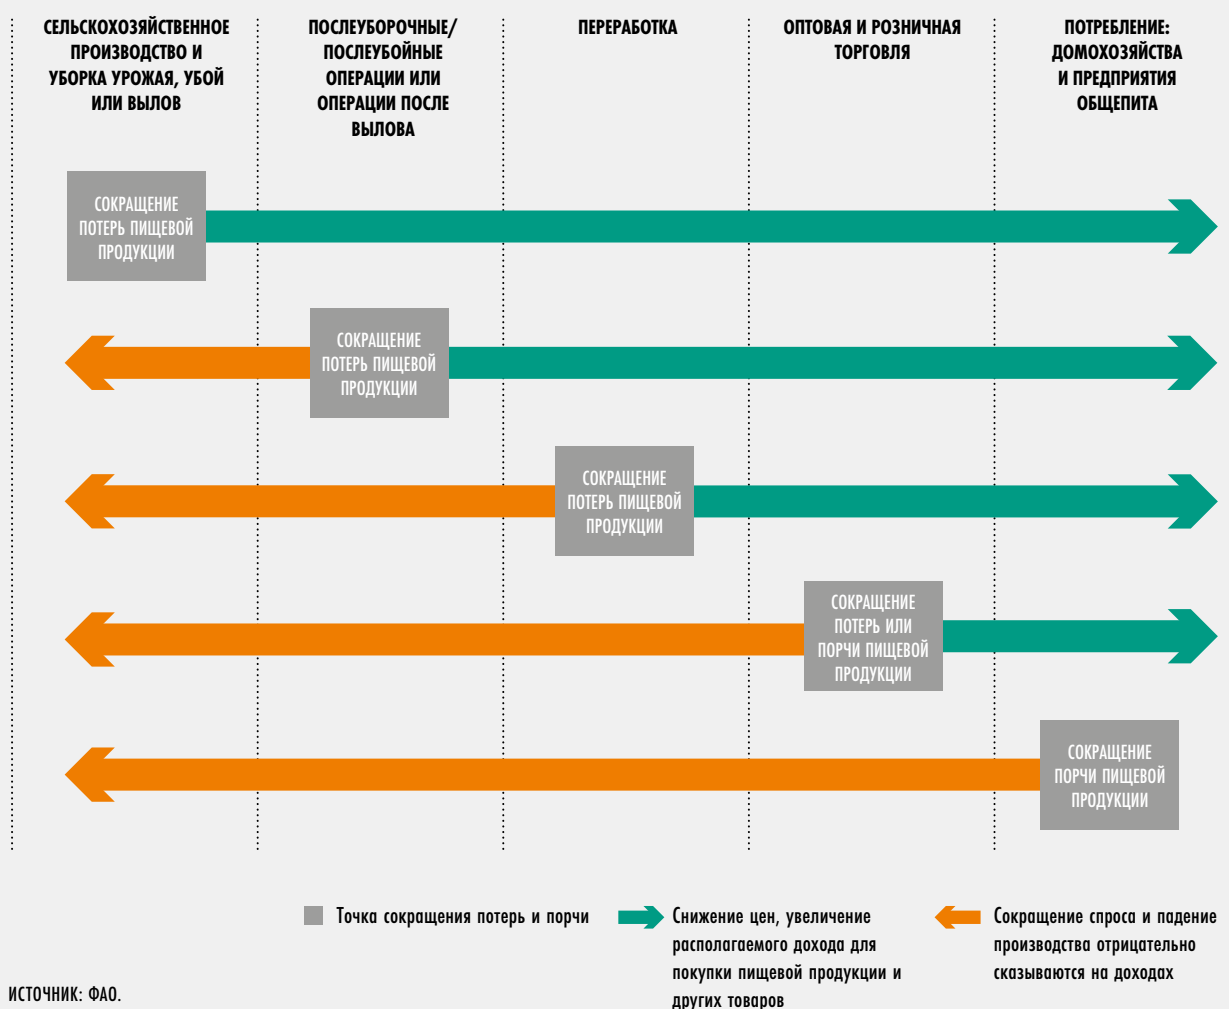 СЕЛЬСКОХОЗЯЙСТВЕННОЕ
ПРОИЗВОДСТВО И
УБОРКА УРОЖАЯ, УБОЙ
ИЛИ ВЫЛОВ
ПОСЛЕУБОРОЧНЫЕ/
ПОСЛЕУБОЙНЫЕ
ОПЕРАЦИИ ИЛИ
ОПЕРАЦИИ ПОСЛЕ
ВЫЛОВА
ПЕРЕРАБОТКА
ОПТОВАЯ И РОЗНИЧНАЯ
ТОРГОВЛЯ
ПОТРЕБЛЕНИЕ:
ДОМОХОЗЯЙСТВА
И ПРЕДПРИЯТИЯ
ОБЩЕПИТА
СОКРАЩЕНИЕ
ПОТЕРЬ ПИЩЕВОЙ
ПРОДУКЦИИ
СОКРАЩЕНИЕ
ПОТЕРЬ ПИЩЕВОЙ
ПРОДУКЦИИ
СОКРАЩЕНИЕ
ПОТЕРЬ ПИЩЕВОЙ
ПРОДУКЦИИ
СОКРАЩЕНИЕ
ПОТЕРЬ ИЛИ
ПОРЧИ ПИЩЕВОЙ
ПРОДУКЦИИ
СОКРАЩЕНИЕ
ПОРЧИ ПИЩЕВОЙ
ПРОДУКЦИИ
Точка сокращения потерь и порчи
Снижение цен, увеличение
располагаемого дохода для
покупки пищевой продукции и
других товаров
Сокращение спроса и падение
производства отрицательно
сказываются на доходах
ИСТОЧНИК: ФАО.